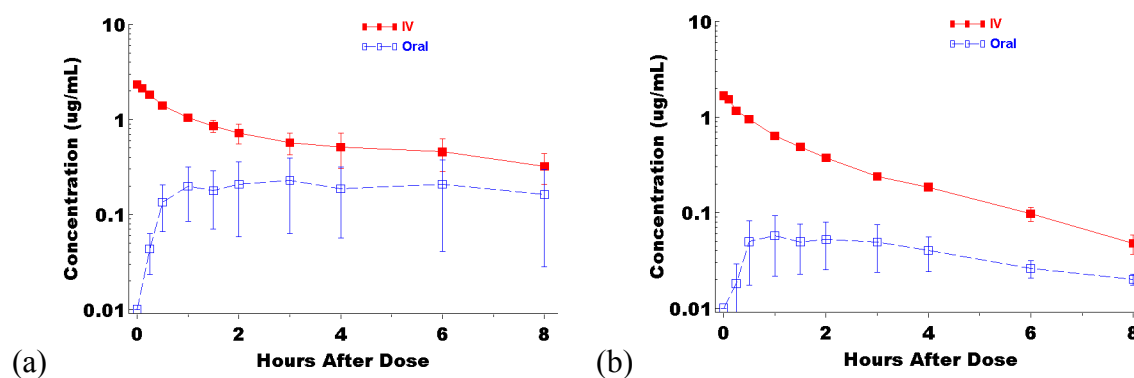 10
1
0.1
0.01
Concentration (ug/mL)
IV
Oral
0
2
4
6
8
Hours After Dose
(a)
10
1
0.1
0.01
Concentration (ug/mL)
IV
Oral
0
2
4
6
8
Hours After Dose
(b)